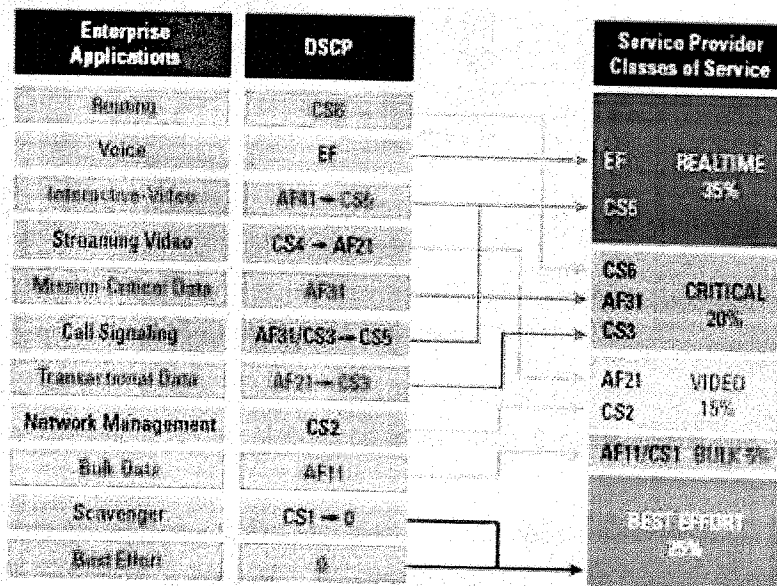 Enterprise Applications
DSCP
Service Provider Classes of Service
Routing
CS6
Voice
EF
Interactive-Video
AF41 → CS5
Streaming Video
CS4 → AF21
Mission-Critical Data
AF31
Call Signaling
AF31/CS3 → CS5
Transactional Data
AF21 → CS3
Network Management
CS2
Bulk Data
AF11
Scavenger
CS1 → 0
Best Effort
0
EF
REALTIME
35%
CS5
CS6
AF31
CRITICAL
20%
CS3
AF21
VIDEO
15%
CS2
AF11/CS1 BULK 5%
BEST EFFORT
25%